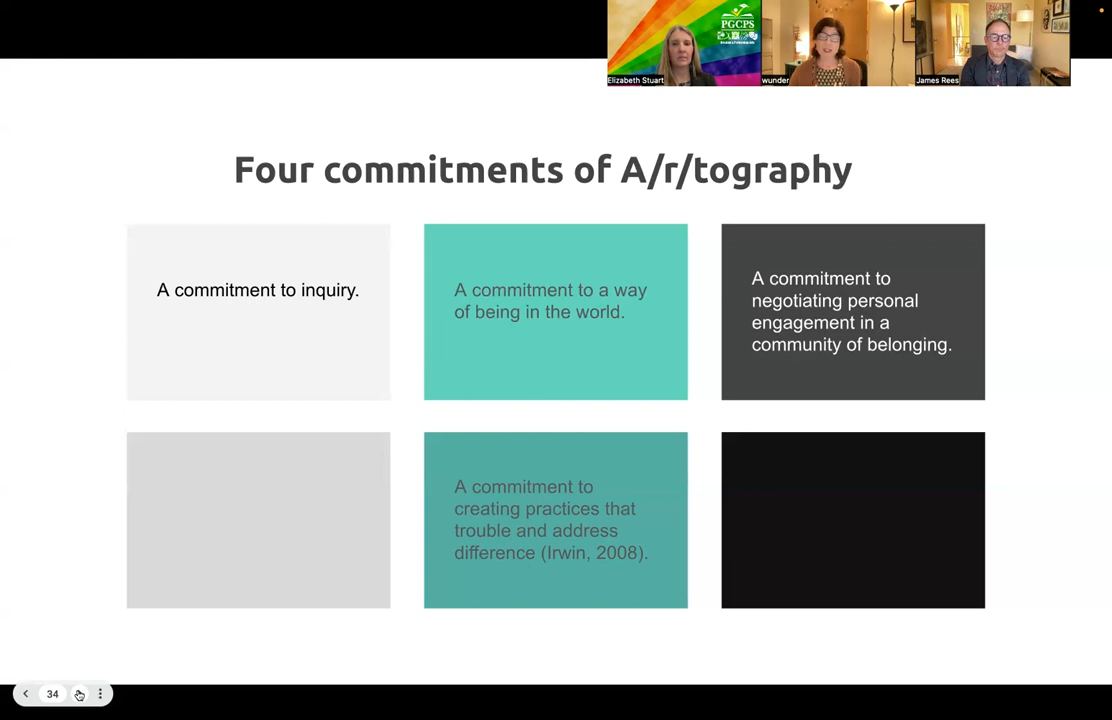 PGCPS
Elizabeth Stuart
wunder
James Rees
Four commitments of A/r/tography
A commitment to inquiry.
A commitment to a way
of being in the world.
A commitment to
negotiating personal
engagement in a
community of belonging.
A commitment to
creating practices that
trouble and address
difference (Irwin, 2008).
34